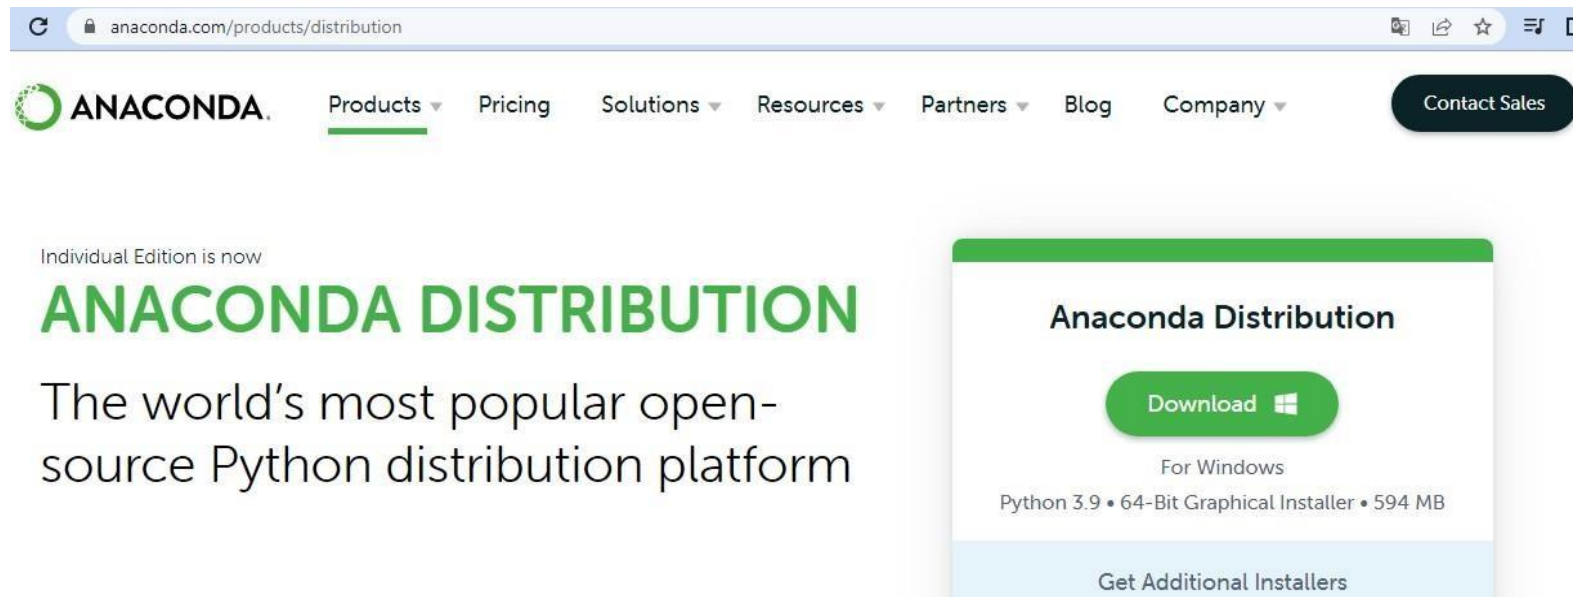 anaconda.com/products/distribution
ANACONDA.
Products Pricing Solutions Resources Partners Blog Company Contact Sales
Individual Edition is now
ANACONDA DISTRIBUTION
The world's most popular open-
source Python distribution platform
Anaconda Distribution
Download
For Windows
Python 3.9 • 64-Bit Graphical Installer • 594 MB
Get Additional Installers